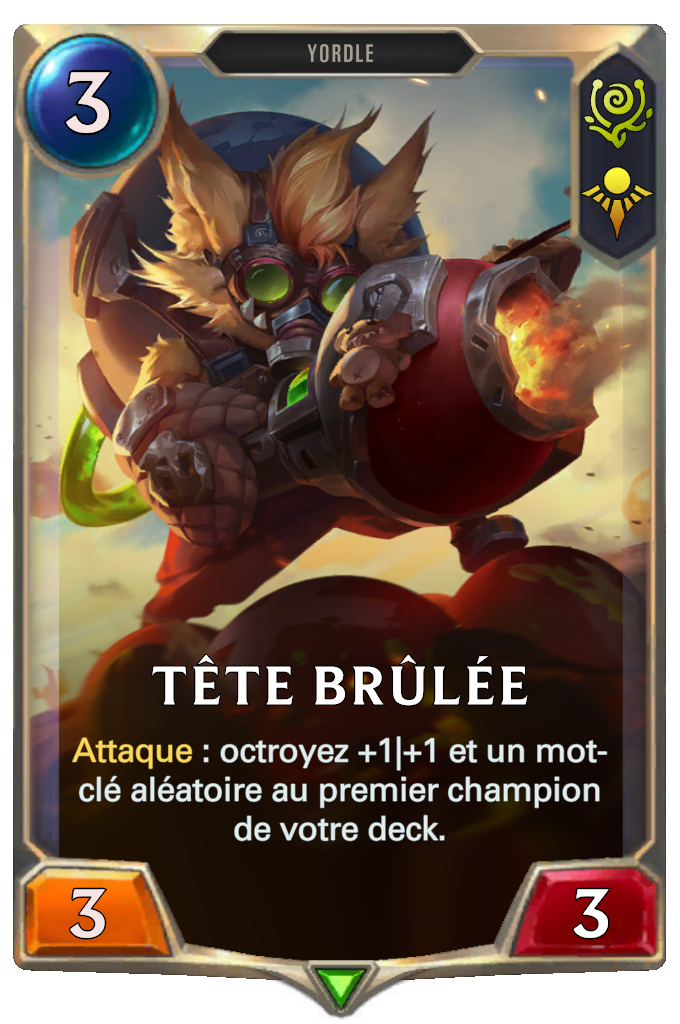 YORDLE
3
TÊTE BRÛLÉE
Attaque : octroyez +1|+1 et un mot-
clé aléatoire au premier champion
de votre deck.
3
3